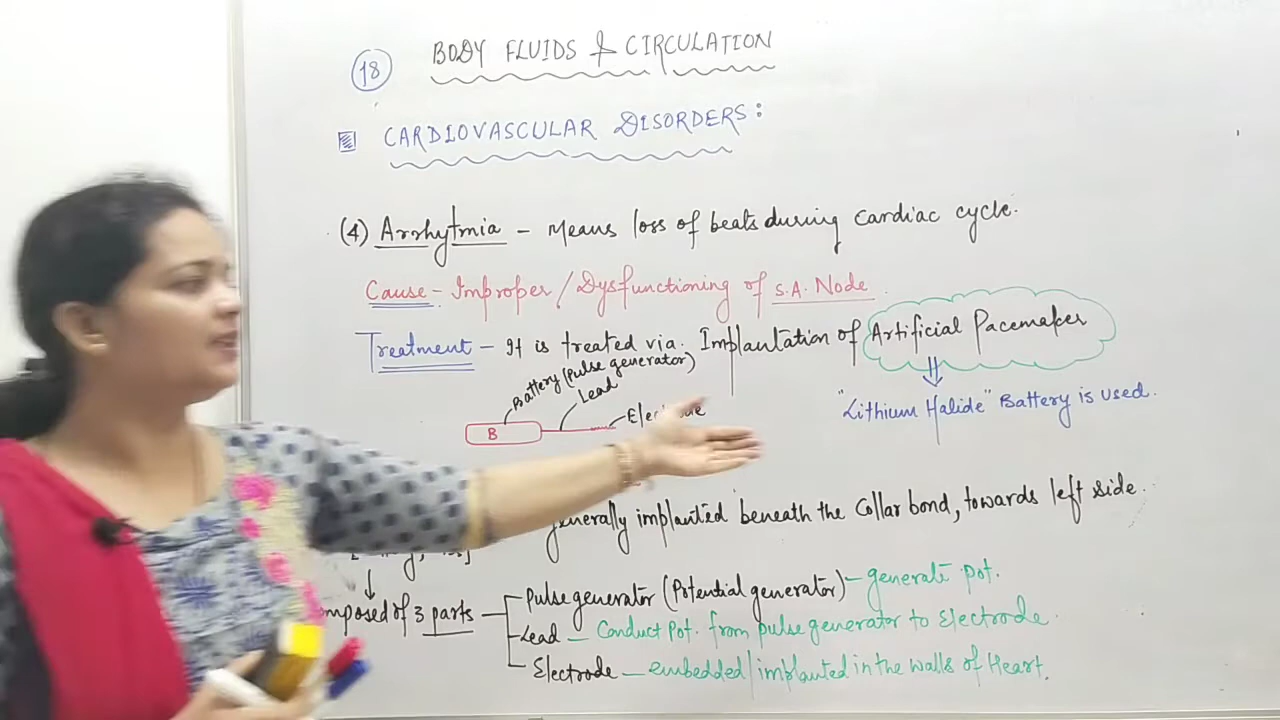 18
BODY FLUIDS & CIRCULATION
CARDIOVASCULAR DISORDERS:
(4) Arrhytmia - Means loss of beats during cardiac cycle.
Cause - Improper/Dysfunctioning of S.A. Node.
Treatment - It is treated via. Implantation of Artificial Pacemaker
"Lithium Halide" Battery is used.
Battery (pulse generator)
Lead
B
generally implanted beneath the Collar bond, towards left side.
of 3 parts - Pulse generator (Potential generator) - generate pot.
Lead - Conduct Pot. from pulse generator to Electrode.
Electrode - embedded/implanted in the walls of Heart.